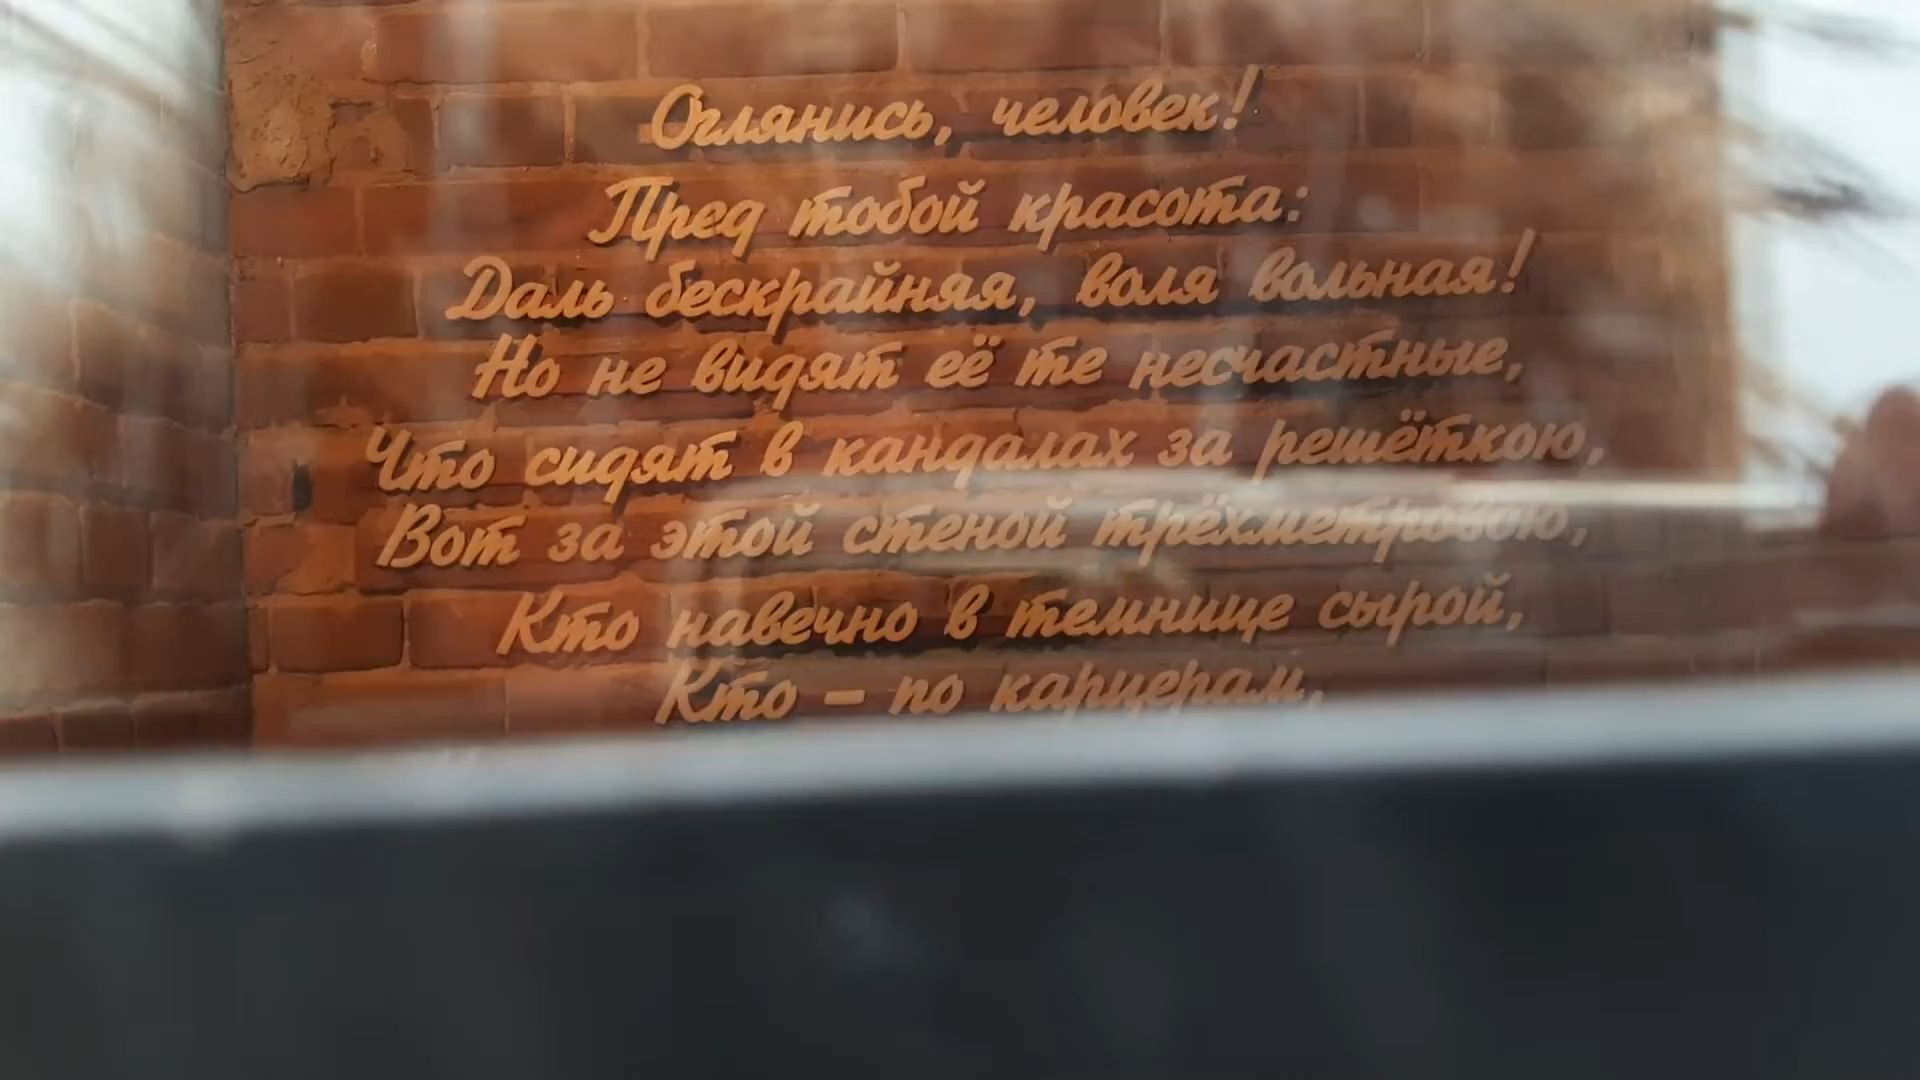 Оглянись, человек!
Пред тобой красота:
Даль бескрайняя, воля вольная!
Но не видят её те несчастные,
Что сидят в кандалах за решёткою,
Вот за этой стеной трёхметровою,
Кто навечно в темнице сырой,
Кто – по карцерам,